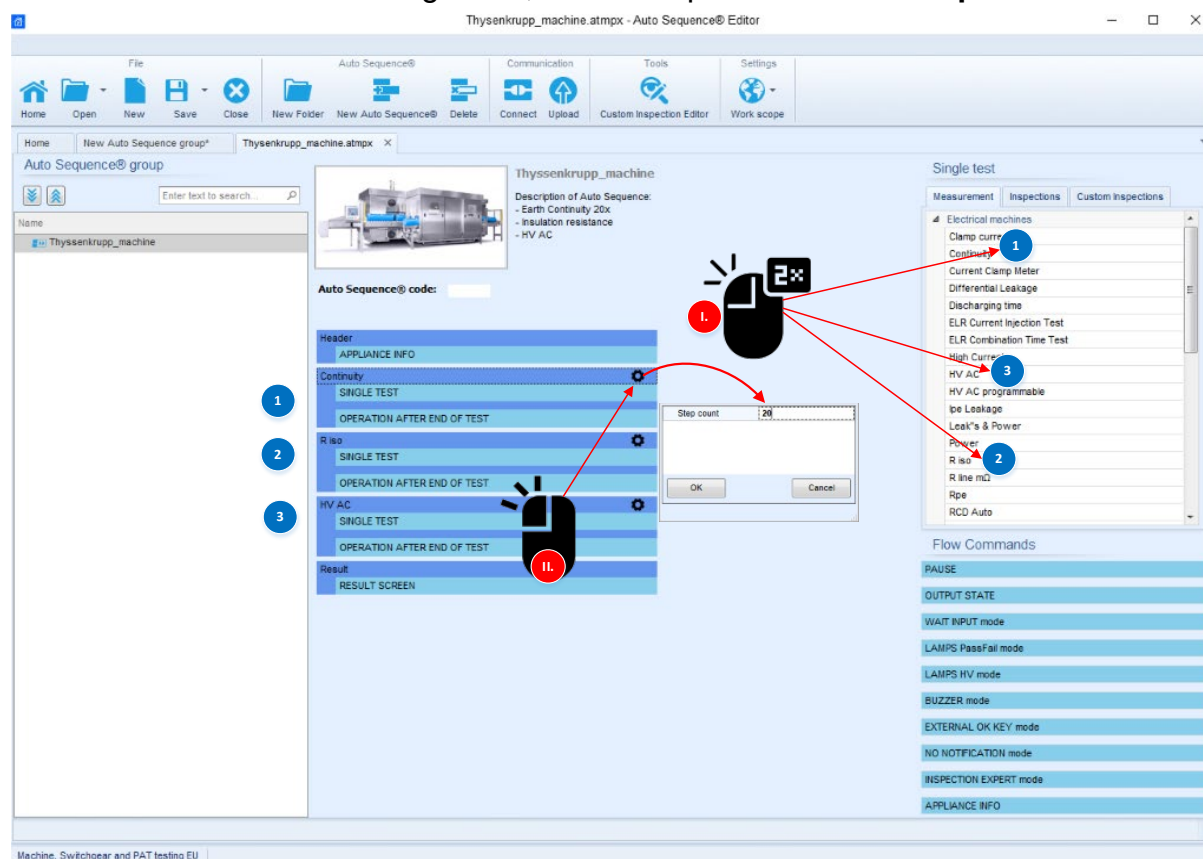 Thysenkrupp_machine.atmpx - Auto Sequence® Editor
File
Auto Sequence®
Communication
Tools
Settings
Home
Open
New
Save
Close
New Folder
New Auto Sequence®
Delete
Connect
Upload
Custom Inspection Editor
Work scope
Home
New Auto Sequence group*
Thysenkrupp_machine.atmpx
Auto Sequence® group
Enter text to search...
Name
Thyssenkrupp_machine
Thyssenkrupp_machine
Description of Auto Sequence:
- Earth Continuity 20x
- Insulation resistance
- HV AC
Auto Sequence® code:
Header
APPLIANCE INFO
Continuity
SINGLE TEST
OPERATION AFTER END OF TEST
R iso
SINGLE TEST
OPERATION AFTER END OF TEST
HV AC
SINGLE TEST
OPERATION AFTER END OF TEST
Result
RESULT SCREEN
1
2
3
2x
I.
II.
Step count 20
OK
Cancel
Single test
Measurement
Inspections
Custom Inspections
Electrical machines
Continuity
1
Current Clamp Meter
Differential Leakage
Discharging time
ELR Current Injection Test
ELR Combination Time Test
HV AC
3
HV AC programmable
Ipe Leakage
Leak's & Power
Power
R iso
2
R line mΩ
Rpe
RCD Auto
Flow Commands
PAUSE
OUTPUT STATE
WAIT INPUT mode
LAMPS PassFail mode
LAMPS HV mode
BUZZER mode
EXTERNAL OK KEY mode
NO NOTIFICATION mode
INSPECTION EXPERT mode
APPLIANCE INFO
Machine, Switchgear and PAT testing EU